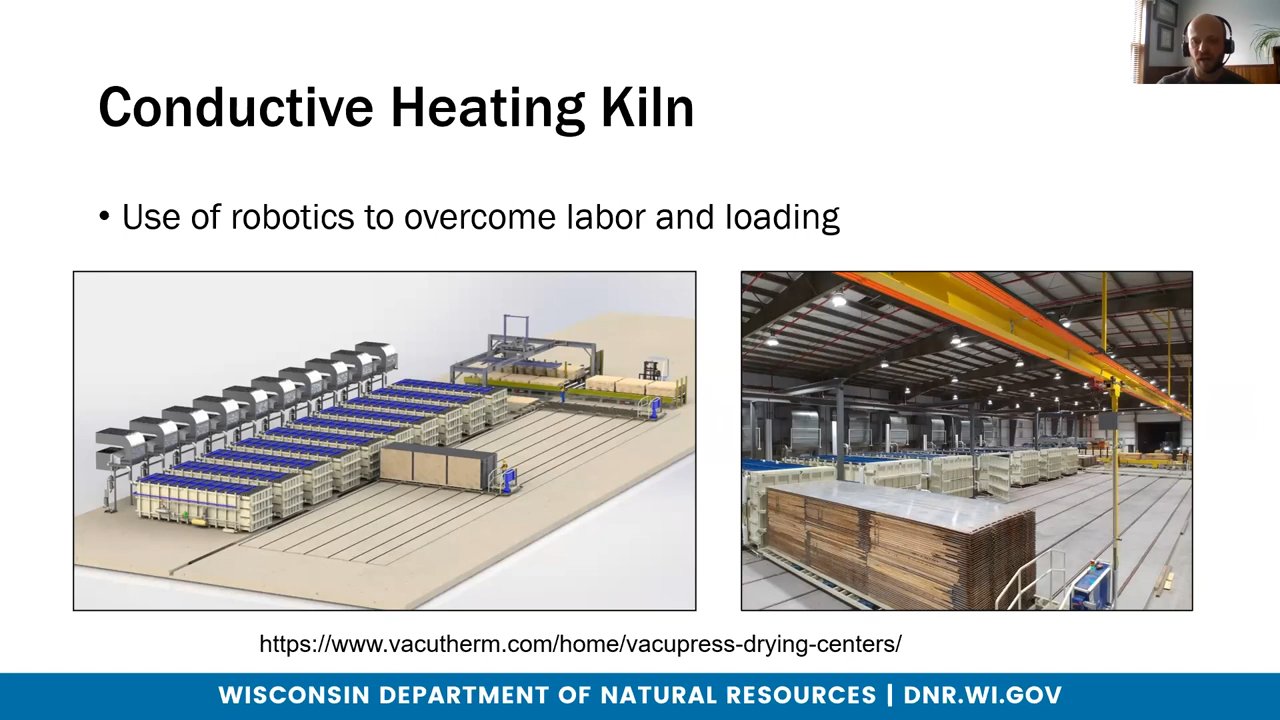 Conductive Heating Kiln
• Use of robotics to overcome labor and loading
https://www.vacutherm.com/home/vacupress-drying-centers/
WISCONSIN DEPARTMENT OF NATURAL RESOURCES | DNR.WI.GOV